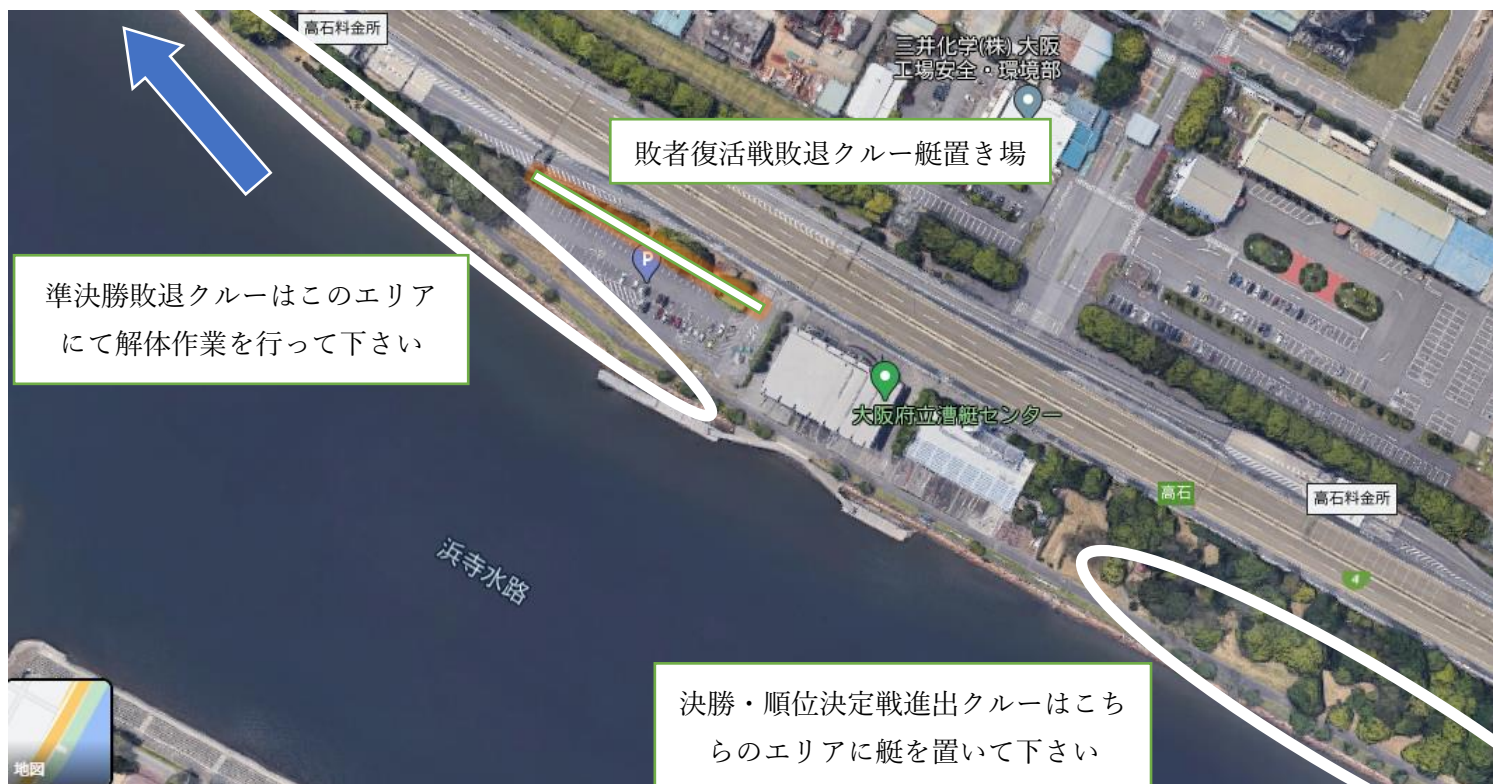 高石料金所
三井化学(株) 大阪
工場安全・環境部
敗者復活戦敗退クルー艇置き場
P
準決勝敗退クルーはこのエリア
にて解体作業を行って下さい
大阪府立漕艇センター
高石
高石料金所
浜寺水路
4
決勝・順位決定戦進出クルーはこち
らのエリアに艇を置いて下さい
地図